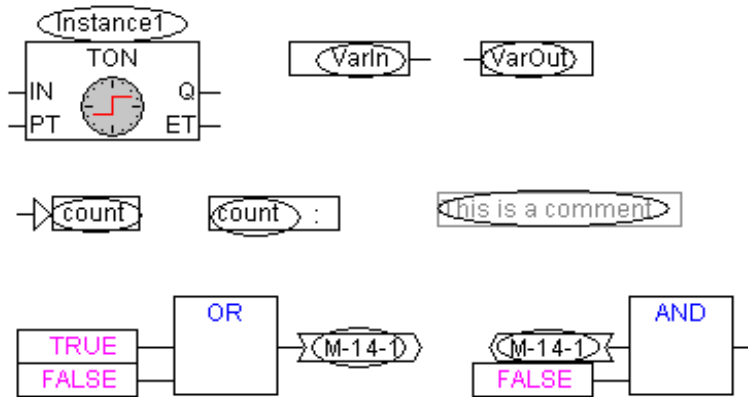 Instance1
TON
IN Q
PT ET
VarIn
VarOut
count
count :
This is a comment
OR
TRUE
FALSE
M-14-1
AND
M-14-1
FALSE